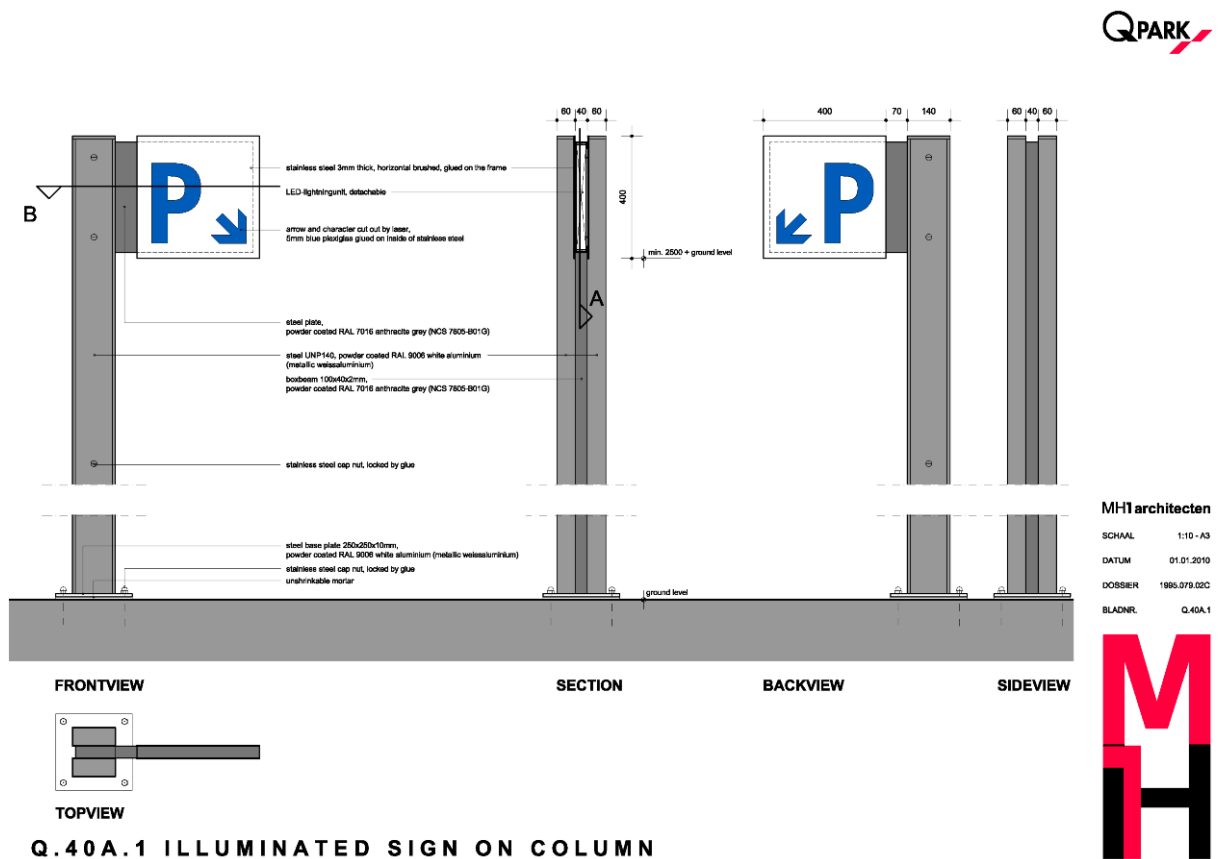 QPARK
60 40 60
400 70 140
60 40 60
400
B
P
P
stainless steel 3mm thick, horizontal brushed, glued on the frame
LED-lightningunit, detachable
arrow and character cut out by laser,
5mm blue plexiglas glued on inside of stainless steel
min. 2500 + ground level
A
steel plate,
powder coated RAL 7016 anthracite grey (NCS 7805-B01G)
steel UNP140, powder coated RAL 9006 white aluminium
(metallic weissaluminium)
boxbeam 100x40x2mm,
powder coated RAL 7016 anthracite grey (NCS 7805-B01G)
stainless steel cap nut, locked by glue
steel base plate 250x250x10mm,
powder coated RAL 9006 white aluminium (metallic weissaluminium)
stainless steel cap nut, locked by glue
unshrinkable mortar
ground level
MH1 architecten
SCHAAL 1:10 - A3
DATUM 01.01.2010
DOSSIER 1995.079.02C
BLADNR. Q.40A.1
MH1
FRONTVIEW
SECTION
BACKVIEW
SIDEVIEW
TOPVIEW
Q.40A.1 ILLUMINATED SIGN ON COLUMN